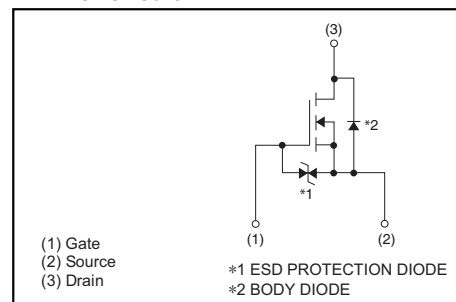 (3)
*2
*1
(1)
(2)
(1) Gate
(2) Source
(3) Drain
*1 ESD PROTECTION DIODE
*2 BODY DIODE